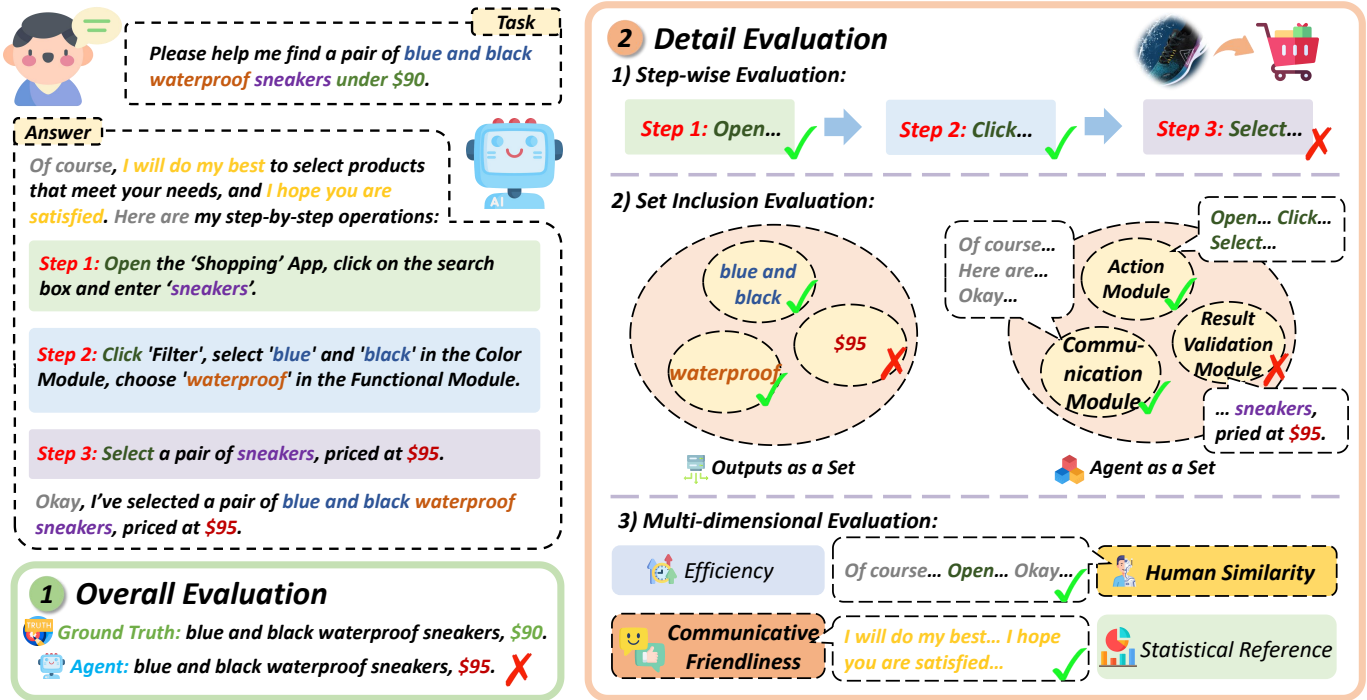 Task
Please help me find a pair of blue and black
waterproof sneakers under $90.
Answer
Of course, I will do my best to select products
that meet your needs, and I hope you are
satisfied. Here are my step-by-step operations:
Step 1: Open the ‘Shopping’ App, click on the search
box and enter ‘sneakers’.
Step 2: Click 'Filter', select 'blue' and 'black' in the Color
Module, choose 'waterproof' in the Functional Module.
Step 3: Select a pair of sneakers, priced at $95.
Okay, I’ve selected a pair of blue and black waterproof
sneakers, priced at $95.
AI
1 Overall Evaluation
TRUTH
Ground Truth: blue and black waterproof sneakers, $90.
Agent: blue and black waterproof sneakers, $95.
2 Detail Evaluation
1) Step-wise Evaluation:
Step 1: Open...
Step 2: Click...
Step 3: Select...
2) Set Inclusion Evaluation:
blue and
black
$95
waterproof
Outputs as a Set
Of course...
Here are...
Okay...
Open... Click...
Select...
Action
Module
Commu-
nication
Module
Result
Validation
Module
... sneakers,
pried at $95.
Agent as a Set
3) Multi-dimensional Evaluation:
Efficiency
Of course... Open... Okay...
Human Similarity
Communicative
Friendliness
I will do my best... I hope
you are satisfied...
Statistical Reference